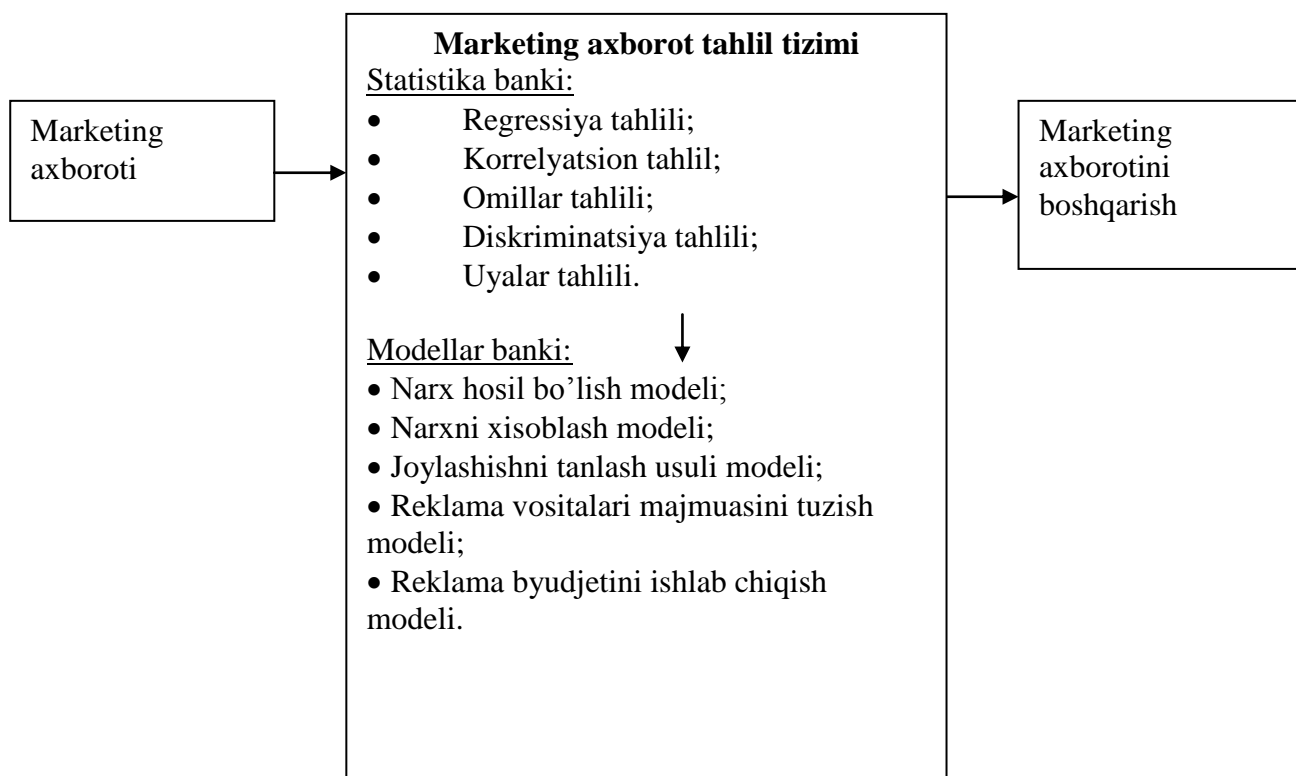 Marketing
axboroti
Marketing axborot tahlil tizimi
Statistika banki:
• Regressiya tahlili;
• Korrelyatsion tahlil;
• Omillar tahlili;
• Diskriminatsiya tahlili;
• Uyalar tahlili.
Modellar banki:
• Narx hosil bo’lish modeli;
• Narxni xisoblash modeli;
• Joylashishni tanlash usuli modeli;
• Reklama vositalari majmuasini tuzish
modeli;
• Reklama byudjetini ishlab chiqish
modeli.
Marketing
axborotini
boshqarish